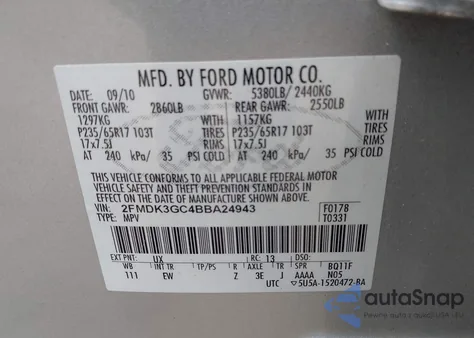 MFD. BY FORD MOTOR CO.
DATE: 09/10 GVWR: 5380LB/ 2440KG
FRONT GAWR: 2860LB REAR GAWR: 2550LB
1297KG WITH 1157KG WITH
P235/65R17 103T TIRES P235/65R17 103T TIRES
17x7.5J RIMS 17x7.5J RIMS
AT 240 kPa/ 35 PSI COLD AT 240 kPa/ 35 PSI COLD
THIS VEHICLE CONFORMS TO ALL APPLICABLE FEDERAL MOTOR
VEHICLE SAFETY AND BUMPER STANDARDS IN EFFECT ON THE DATE OF
MANUFACTURE SHOWN ABOVE.
VIN: 2FMDK3GC4BBA24943 F0178
TYPE: MPV T0331
EXT PNT: UX RC: 13 DSO:
WB INT TR TP/PS R AX TR SPR BQ11F
111 EW Z 3E J AAAA N05
UTC ▽5U5A-1520472-BA
autoSnap